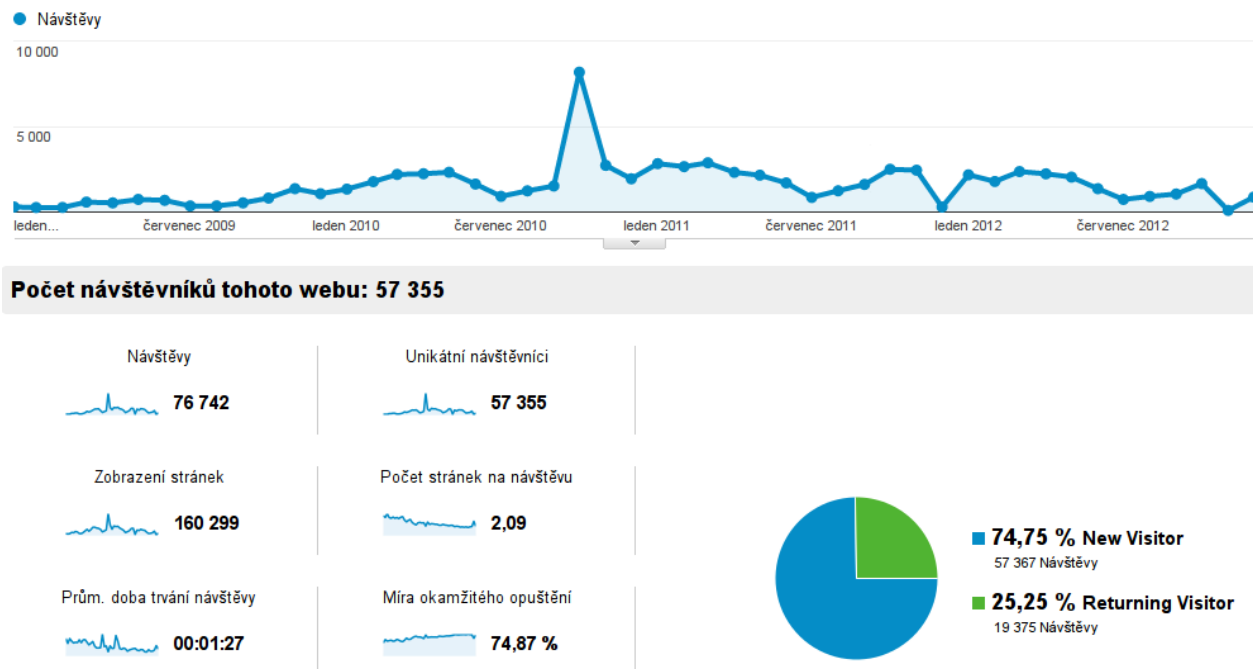 Návštěvy
10 000
5 000
leden...
červenec 2009
leden 2010
červenec 2010
leden 2011
červenec 2011
leden 2012
červenec 2012
Počet návštěvníků tohoto webu: 57 355
Návštěvy
76 742
Unikátní návštěvníci
57 355
Zobrazení stránek
160 299
Počet stránek na návštěvu
2,09
Prům. doba trvání návštěvy
00:01:27
Míra okamžitého opuštění
74,87 %
74,75 % New Visitor
57 367 Návštěvy
25,25 % Returning Visitor
19 375 Návštěvy